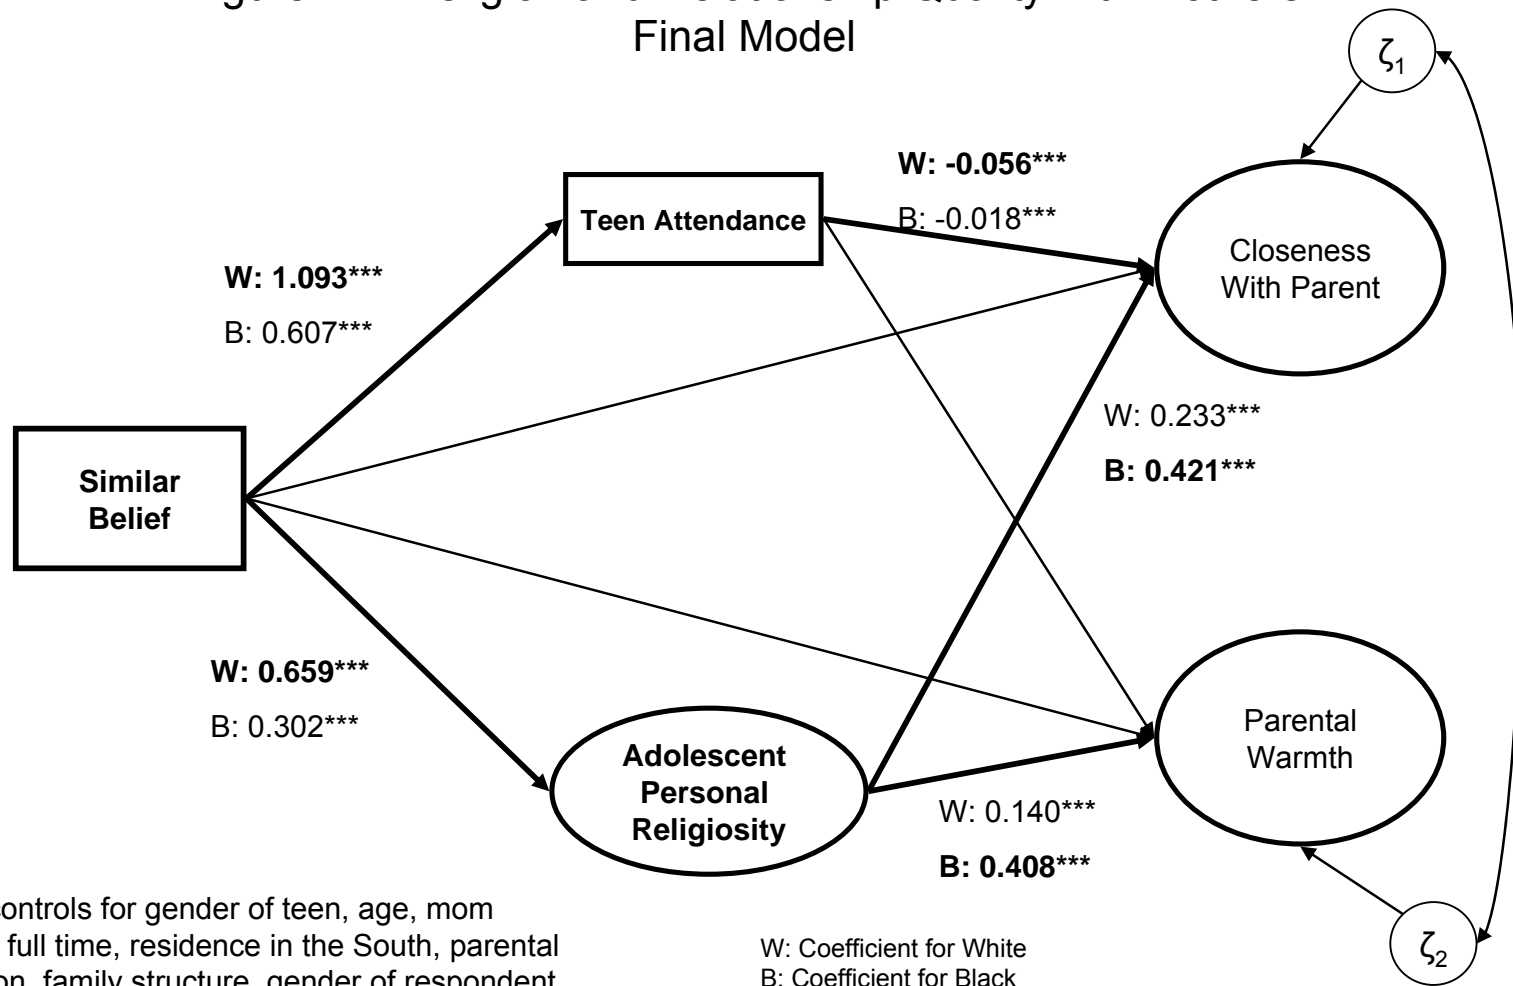 Final Model
ζ1
W: -0.056***
B: -0.018***
Teen Attendance
Closeness
With Parent
W: 1.093***
B: 0.607***
W: 0.233***
B: 0.421***
Similar
Belief
W: 0.659***
B: 0.302***
Adolescent
Personal
Religiosity
Parental
Warmth
W: 0.140***
B: 0.408***
controls for gender of teen, age, mom
full time, residence in the South, parental
family structure, gender of respondent
W: Coefficient for White
B: Coefficient for Black
ζ2